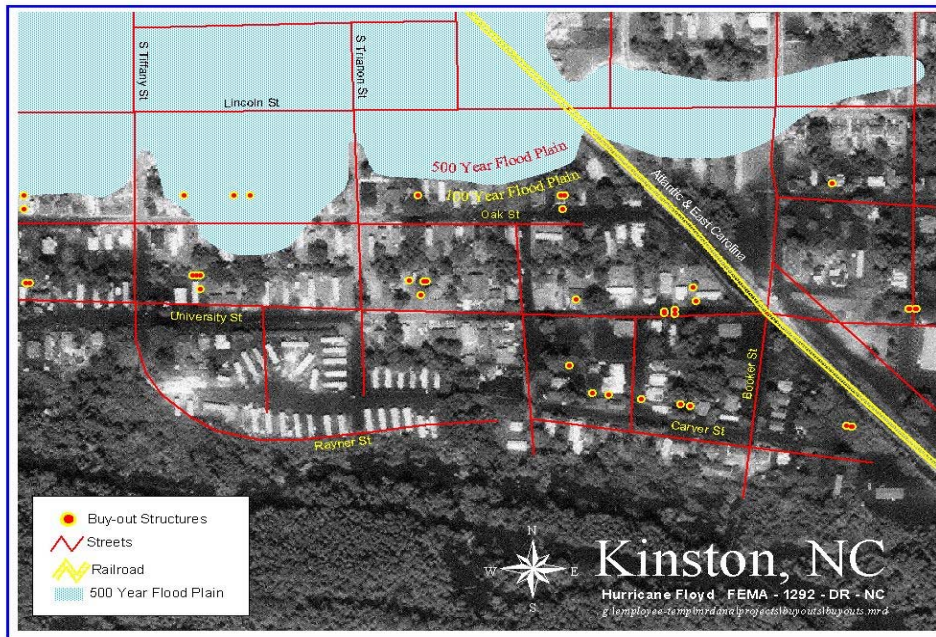 S Tiffany St
S Trianon St
Lincoln St
500 Year Flood Plain
100 Year Flood Plain
Oak St
Atlantic & East Carolina
University St
Booker St
Carver St
Rayner St
Buy-out Structures
Streets
Railroad
500 Year Flood Plain
N
W E
S
Kinston, NC
Hurricane Floyd FEMA - 1292 - DR - NC